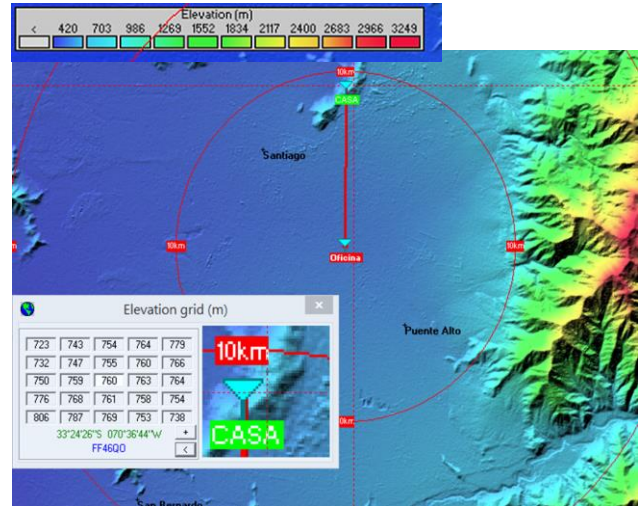 Elevation (m)
< 420 703 986 1269 1552 1834 2117 2400 2683 2966 3249
10km
CASA
Santiago
10km
10km
10km
Oficina
Puente Alto
0km
San Bernardo
Elevation grid (m)
×
723 743 754 764 779
732 747 755 760 766
750 759 760 763 764
776 768 761 758 754
806 787 769 753 738
33°24'26"S 070°36'44"W
+
FF46QO
<
10km
CASA